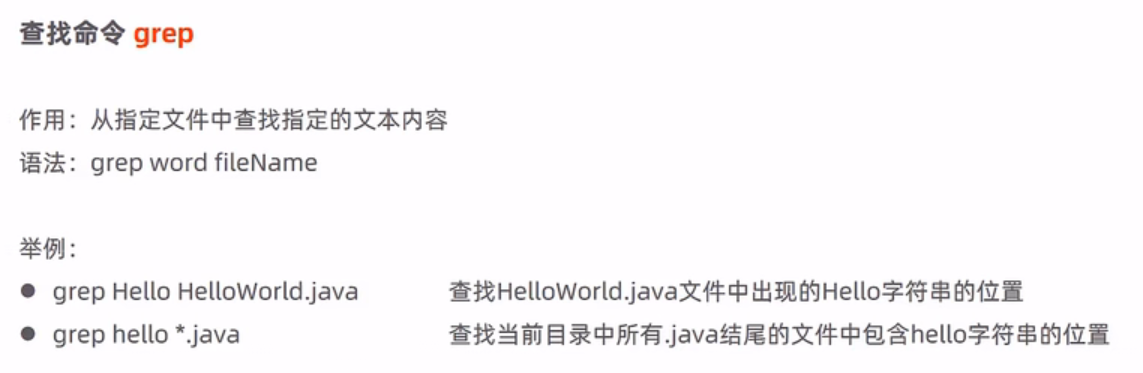 查找命令 grep
作用：从指定文件中查找指定的文本内容
语法：grep word fileName
举例：
● grep Hello HelloWorld.java 查找HelloWorld.java文件中出现的Hello字符串的位置
● grep hello *.java 查找当前目录中所有.java结尾的文件中包含hello字符串的位置